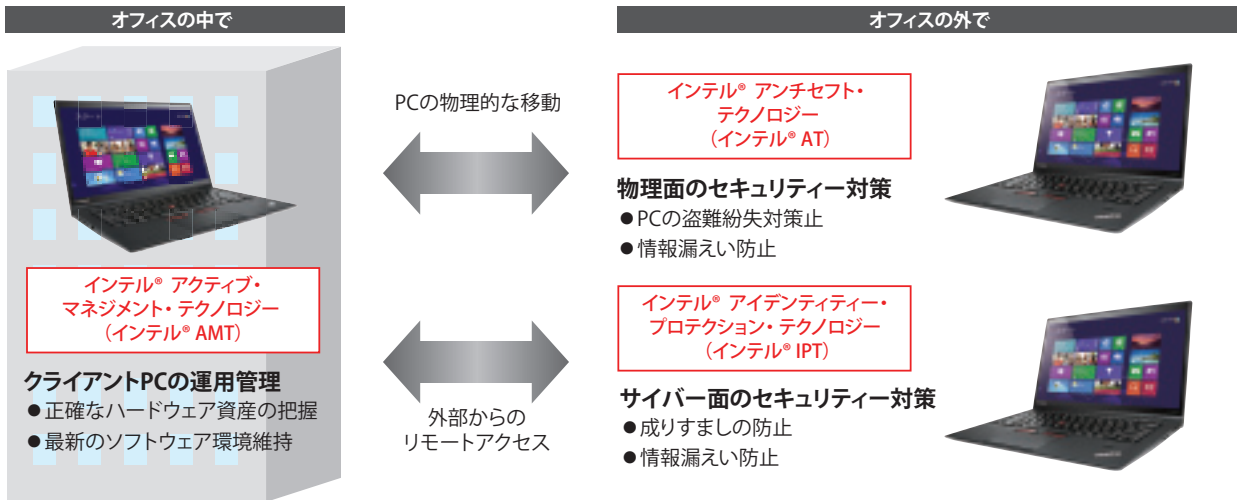 オフィスの中で
オフィスの外で
インテル® アクティブ・
マネジメント・テクノロジー
（インテル® AMT）
クライアントPCの運用管理
●正確なハードウェア資産の把握
●最新のソフトウェア環境維持
PCの物理的な移動
外部からの
リモートアクセス
インテル® アンチセフト・
テクノロジー
（インテル® AT）
物理面のセキュリティー対策
●PCの盗難紛失対策止
●情報漏えい防止
インテル® アイデンティティー・
プロテクション・テクノロジー
（インテル® IPT）
サイバー面のセキュリティー対策
●成りすましの防止
●情報漏えい防止